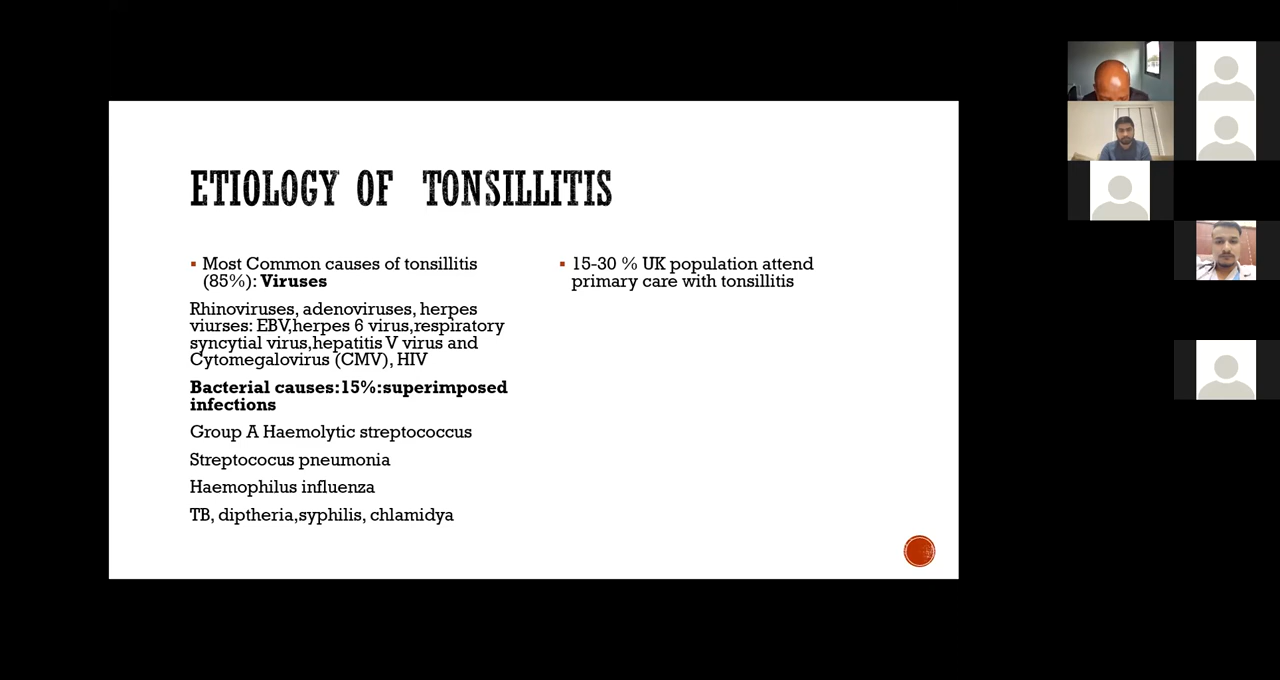 ETIOLOGY OF TONSILLITIS
▪ Most Common causes of tonsillitis
(85%): Viruses
Rhinoviruses, adenoviruses, herpes
viurses: EBV,herpes 6 virus,respiratory
syncytial virus,hepatitis V virus and
Cytomegalovirus (CMV), HIV
Bacterial causes:15%:superimposed
infections
Group A Haemolytic streptococcus
Streptococus pneumonia
Haemophilus influenza
TB, diptheria,syphilis, chlamidya
▪ 15-30 % UK population attend
primary care with tonsillitis